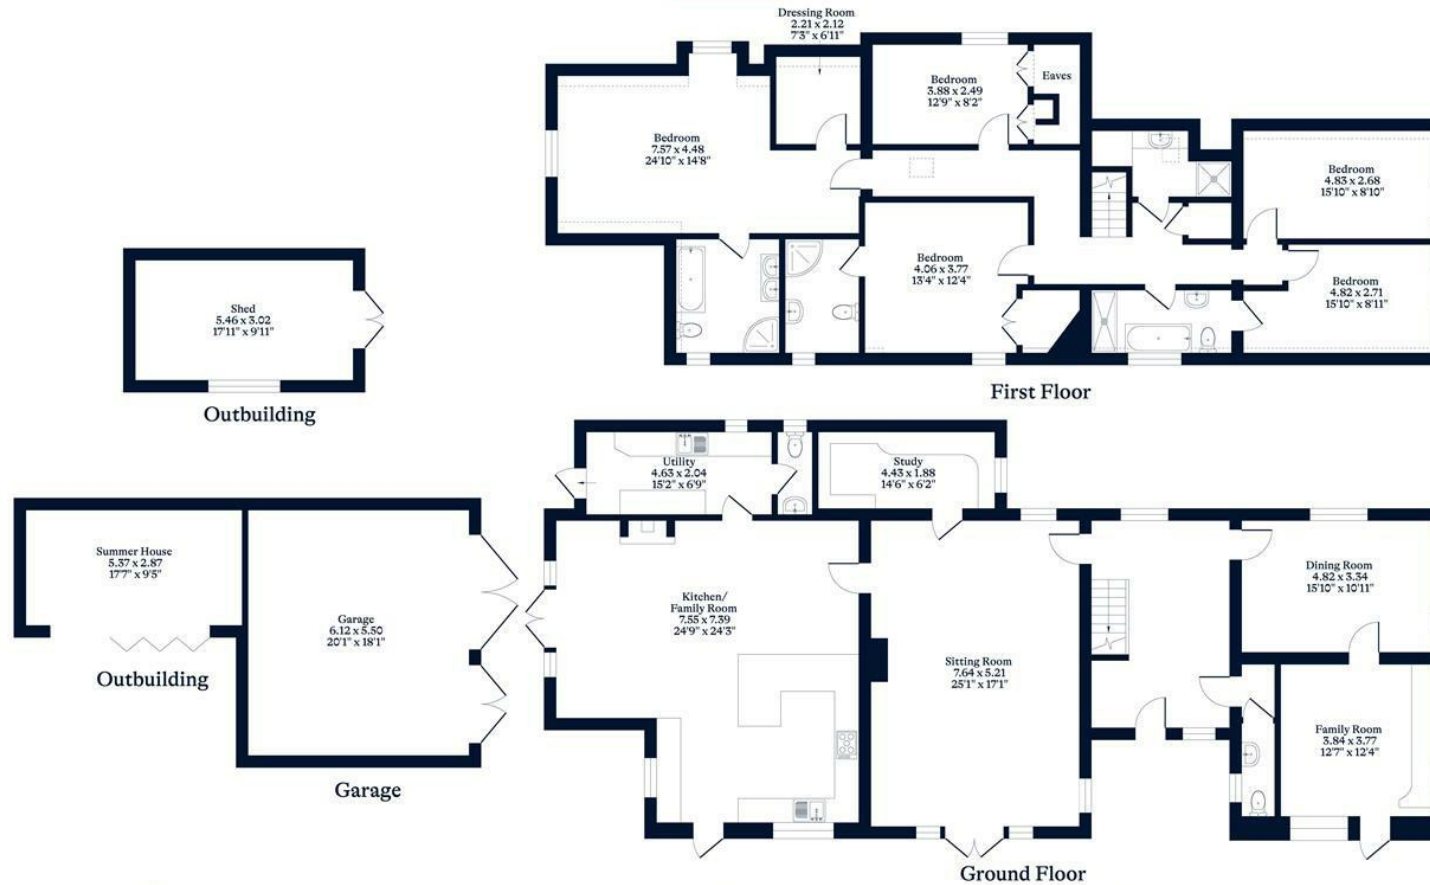 Dressing Room
2.21 x 2.12
7'3" x 6'11"
Bedroom
3.88 x 2.49
12'9" x 8'2"
Eaves
Bedroom
7.57 x 4.48
24'10" x 14'8"
Bedroom
4.83 x 2.68
15'10" x 8'10"
Bedroom
4.06 x 3.77
13'4" x 12'4"
Bedroom
4.82 x 2.71
15'10" x 8'11"
First Floor
Shed
5.46 x 3.02
17'11" x 9'11"
Outbuilding
Utility
4.63 x 2.04
15'2" x 6'9"
Study
4.43 x 1.88
14'6" x 6'2"
Summer House
5.37 x 2.87
17'7" x 9'5"
Outbuilding
Garage
6.12 x 5.50
20'1" x 18'1"
Garage
Kitchen/
Family Room
7.55 x 7.39
24'9" x 24'3"
Sitting Room
7.64 x 5.21
25'1" x 17'1"
Dining Room
4.82 x 3.34
15'10" x 10'11"
Family Room
3.84 x 3.77
12'7" x 12'4"
Ground Floor